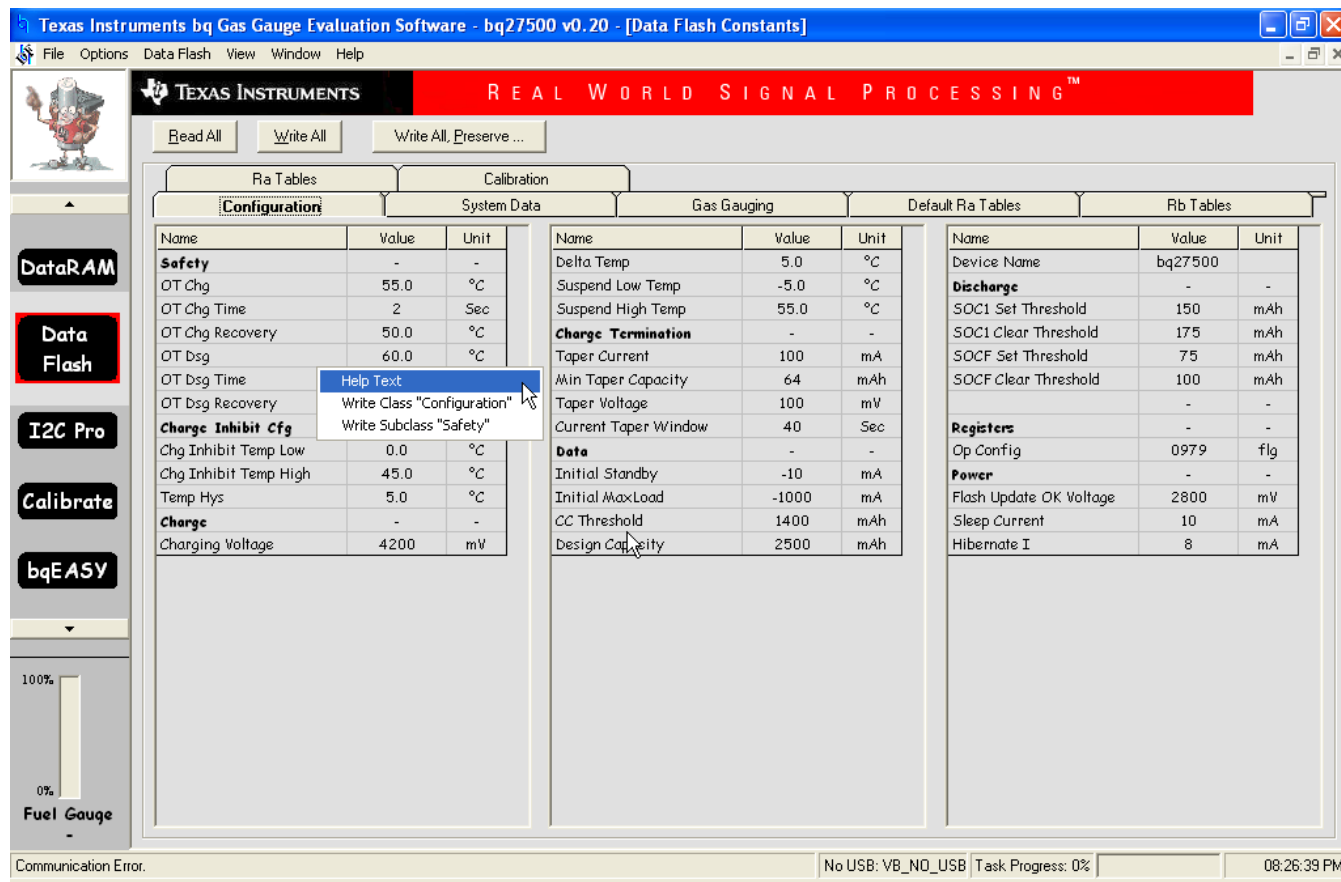 Texas Instruments bq Gas Gauge Evaluation Software - bq27500 v0.20 - [Data Flash Constants]
File Options Data Flash View Window Help
TEXAS INSTRUMENTS REAL WORLD SIGNAL PROCESSING™
Read All Write All Write All, Preserve ...
Ra Tables Calibration
Configuration System Data Gas Gauging Default Ra Tables Rb Tables
DataRAM
Data
Flash
I2C Pro
Calibrate
bqEASY
100%
0%
Fuel Gauge
-
Name Value Unit
Safety - -
OT Chg 55.0 °C
OT Chg Time 2 Sec
OT Chg Recovery 50.0 °C
OT Dsg 60.0 °C
OT Dsg Time
OT Dsg Recovery
Charge Inhibit Cfg
Chg Inhibit Temp Low 0.0 °C
Chg Inhibit Temp High 45.0 °C
Temp Hys 5.0 °C
Charge - -
Charging Voltage 4200 mV
Help Text
Write Class "Configuration"
Write Subclass "Safety"
Name Value Unit
Delta Temp 5.0 °C
Suspend Low Temp -5.0 °C
Suspend High Temp 55.0 °C
Charge Termination - -
Taper Current 100 mA
Min Taper Capacity 64 mAh
Taper Voltage 100 mV
Current Taper Window 40 Sec
Data - -
Initial Standby -10 mA
Initial MaxLoad -1000 mA
CC Threshold 1400 mAh
Design Capacity 2500 mAh
Name Value Unit
Device Name bq27500
Discharge - -
SOC1 Set Threshold 150 mAh
SOC1 Clear Threshold 175 mAh
SOCF Set Threshold 75 mAh
SOCF Clear Threshold 100 mAh
- -
Registers - -
Op Config 0979 flg
Power - -
Flash Update OK Voltage 2800 mV
Sleep Current 10 mA
Hibernate I 8 mA
Communication Error. No USB: VB_NO_USB Task Progress: 0% 08:26:39 PM